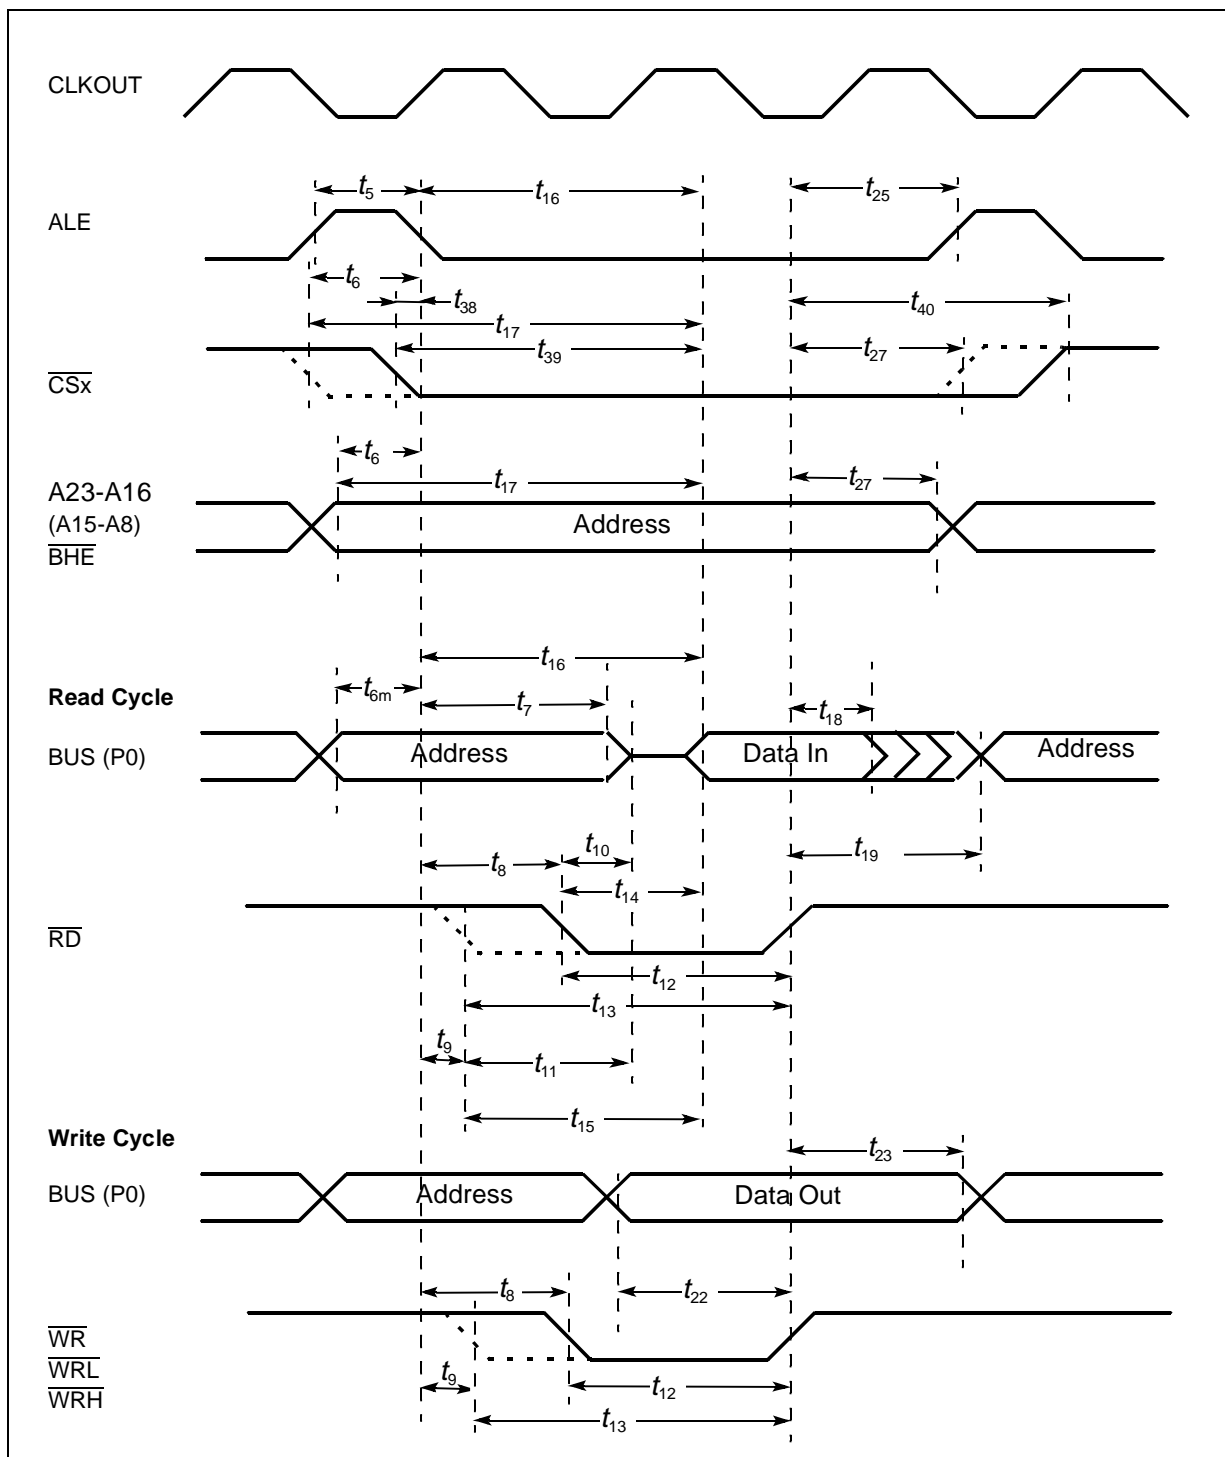 CLKOUT
t5 t16 t25
ALE
t6
t38 t40
t17
t39 t27
CSx
t6
A23-A16 t17 t27
(A15-A8) Address
BHE
t16
Read Cycle t6m t7 t18
BUS (P0) Address Data In Address
t8 t10 t19
t14
RD
t12
t13
t9 t11
t15
Write Cycle t23
BUS (P0) Address Data Out
t8 t22
WR
WRL t9 t12
WRH
t13